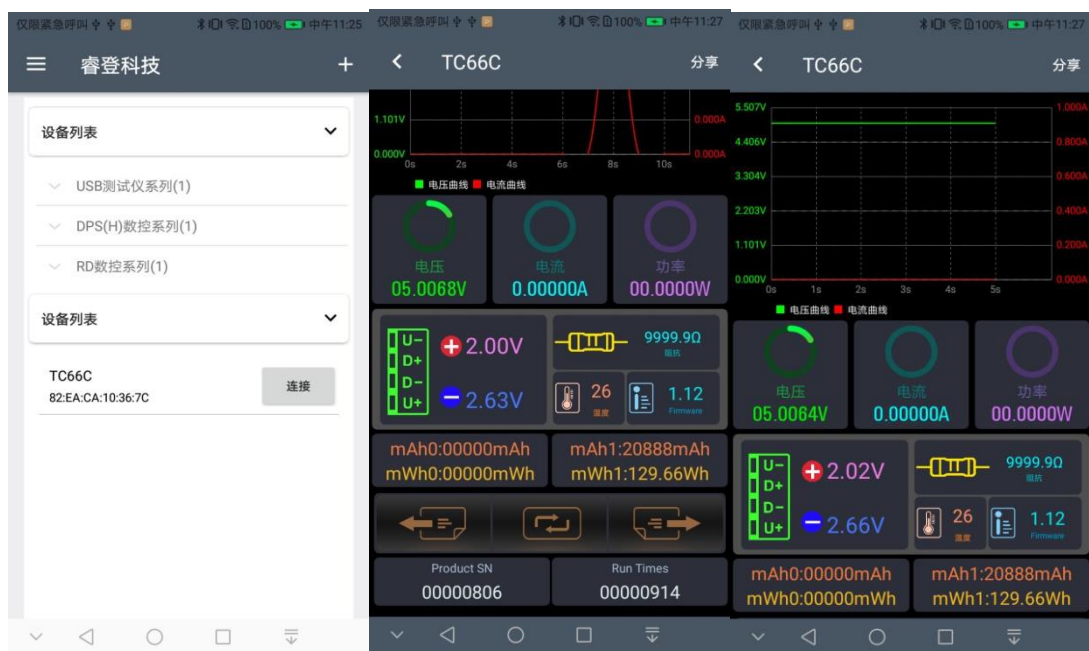 仅限紧急呼叫
100%
中午11:25
睿登科技
+
设备列表
USB测试仪系列(1)
DPS(H)数控系列(1)
RD数控系列(1)
设备列表
TC66C
82:EA:CA:10:36:7C
连接
仅限紧急呼叫
100%
中午11:27
TC66C
分享
1.101V
0.000A
0.000V
0.000A
0s 2s 4s 6s 8s 10s
电压曲线 电流曲线
电压
05.0068V
电流
0.00000A
功率
00.0000W
U-
D+
D-
U+
2.00V
2.63V
9999.9Ω
阻抗
26
温度
1.12
Firmware
mAh0:00000mAh
mWh0:00000mWh
mAh1:20888mAh
mWh1:129.66Wh
Product SN
00000806
Run Times
00000914
仅限紧急呼叫
100%
中午11:27
TC66C
分享
5.507V
1.000A
4.406V
0.800A
3.304V
0.600A
2.203V
0.400A
1.101V
0.200A
0.000V
0.000A
0s 1s 2s 3s 4s 5s
电压曲线 电流曲线
电压
05.0064V
电流
0.00000A
功率
00.0000W
U-
D+
D-
U+
2.02V
2.66V
9999.9Ω
阻抗
26
温度
1.12
Firmware
mAh0:00000mAh
mWh0:00000mWh
mAh1:20888mAh
mWh1:129.66Wh